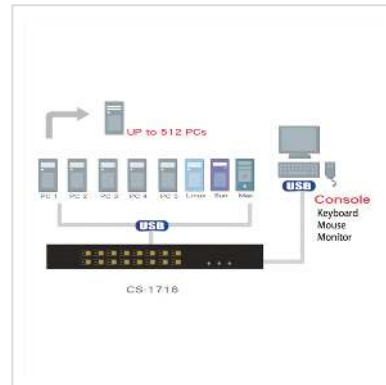 UP to 512 PCs
PC 1 PC 2 PC 3 PC 4 PC 5 Linux Sun Mac
USB
USB
Console
Keyboard
Mouse
Monitor
CS-1716